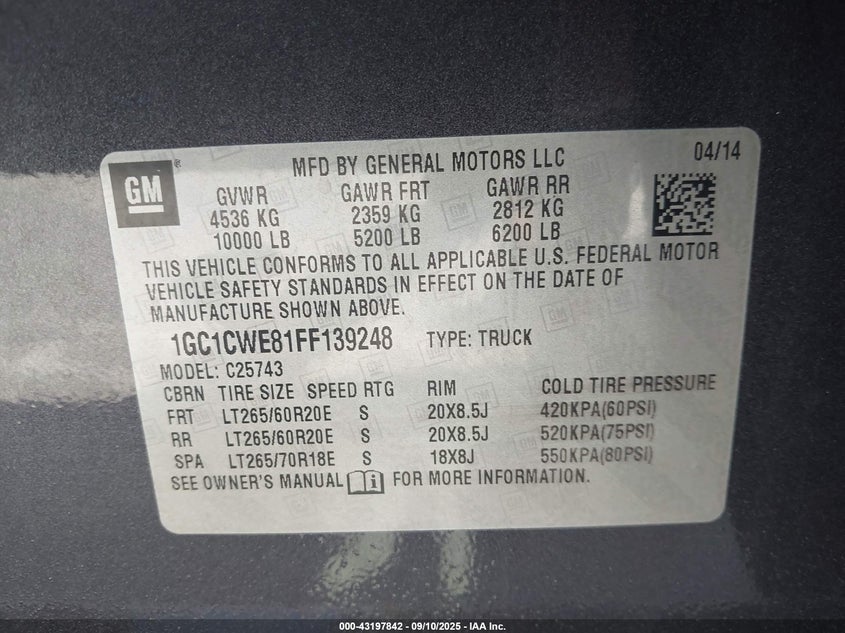 GM
MFD BY GENERAL MOTORS LLC 04/14
GVWR GAWR FRT GAWR RR
4536 KG 2359 KG 2812 KG
10000 LB 5200 LB 6200 LB
THIS VEHICLE CONFORMS TO ALL APPLICABLE U.S. FEDERAL MOTOR
VEHICLE SAFETY STANDARDS IN EFFECT ON THE DATE OF
MANUFACTURE SHOWN ABOVE.
1GC1CWE81FF139248 TYPE: TRUCK
MODEL: C25743
CBRN TIRE SIZE SPEED RTG RIM COLD TIRE PRESSURE
FRT LT265/60R20E S 20X8.5J 420KPA(60PSI)
RR LT265/60R20E S 20X8.5J 520KPA(75PSI)
SPA LT265/70R18E S 18X8J 550KPA(80PSI)
SEE OWNER'S MANUAL FOR MORE INFORMATION.
000-43197842 - 09/10/2025 - IAA Inc.